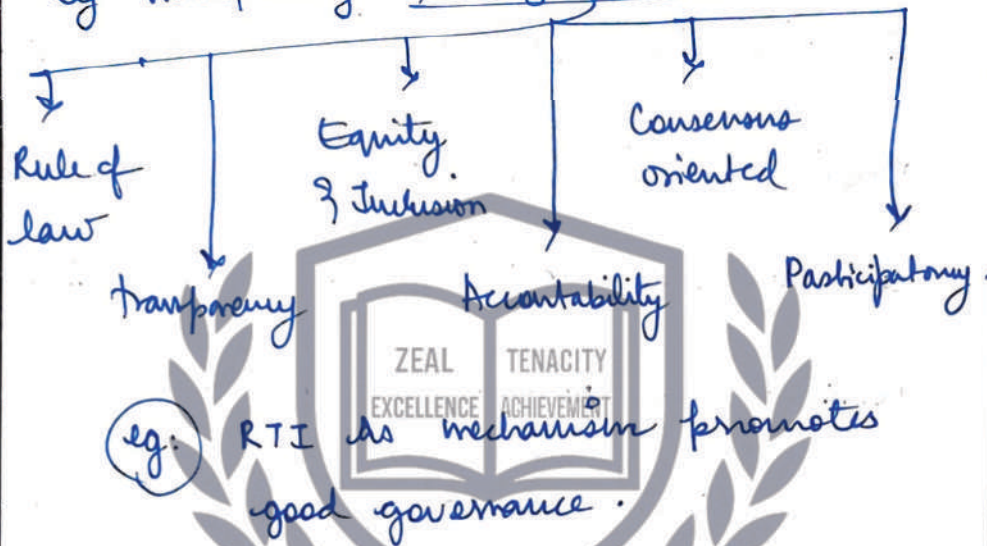 eg
Rule of
law
Transparency
Equity
& Inclusion
Accountability
Consensus
oriented
Participatory.
ZEAL TENACITY
EXCELLENCE ACHIEVEMENT
eg: RTI as mechanism promotes
good governance.